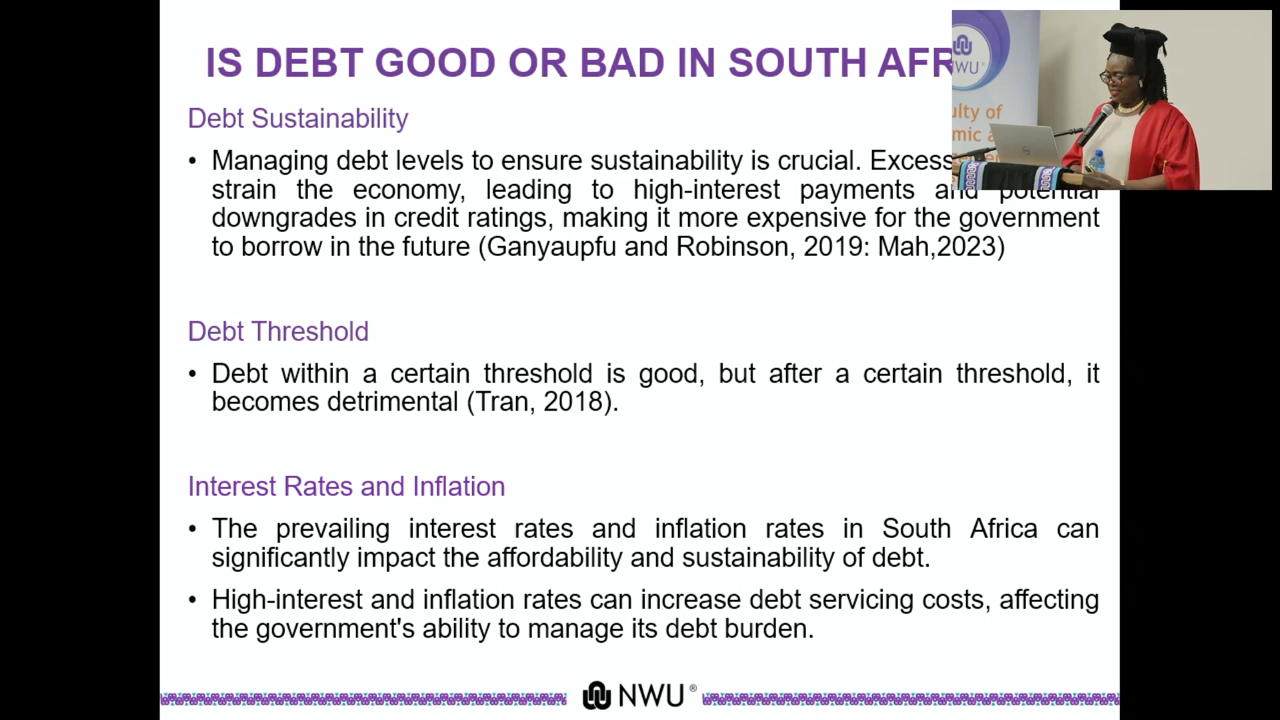 IS DEBT GOOD OR BAD IN SOUTH AFR
Debt Sustainability
• Managing debt levels to ensure sustainability is crucial. Excess
strain the economy, leading to high-interest payments and potential
downgrades in credit ratings, making it more expensive for the government
to borrow in the future (Ganyaupfu and Robinson, 2019: Mah,2023)
Debt Threshold
• Debt within a certain threshold is good, but after a certain threshold, it
becomes detrimental (Tran, 2018).
Interest Rates and Inflation
• The prevailing interest rates and inflation rates in South Africa can
significantly impact the affordability and sustainability of debt.
• High-interest and inflation rates can increase debt servicing costs, affecting
the government's ability to manage its debt burden.
NWU®
NWU
ulty of
mic a